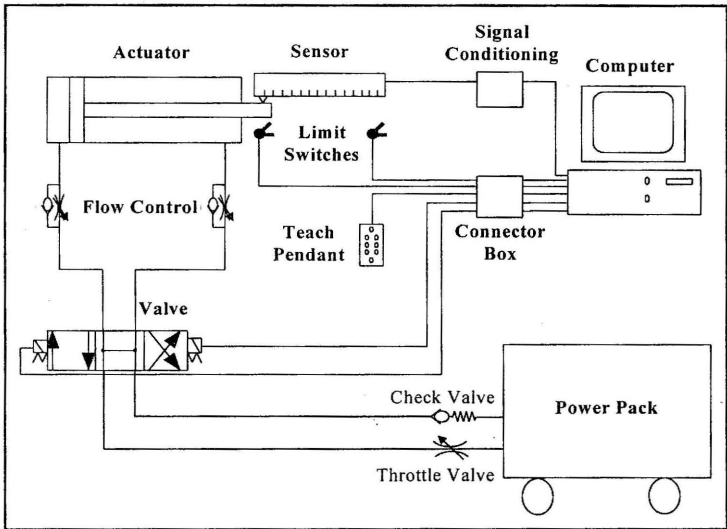 Actuator
Sensor
Signal
Conditioning
Computer
Limit
Switches
Flow Control
Teach
Pendant
Connector
Box
Valve
Check Valve
Power Pack
Throttle Valve